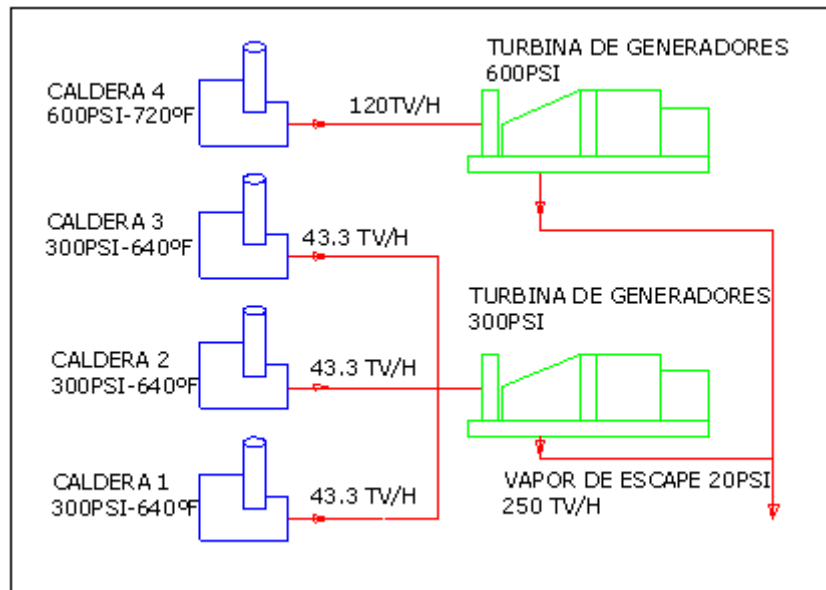 CALDERA 4
600PSI-720ºF
120TV/H
TURBINA DE GENERADORES
600PSI
CALDERA 3
300PSI-640ºF
43.3 TV/H
TURBINA DE GENERADORES
300PSI
CALDERA 2
300PSI-640ºF
43.3 TV/H
CALDERA 1
300PSI-640ºF
43.3 TV/H
VAPOR DE ESCAPE 20PSI
250 TV/H